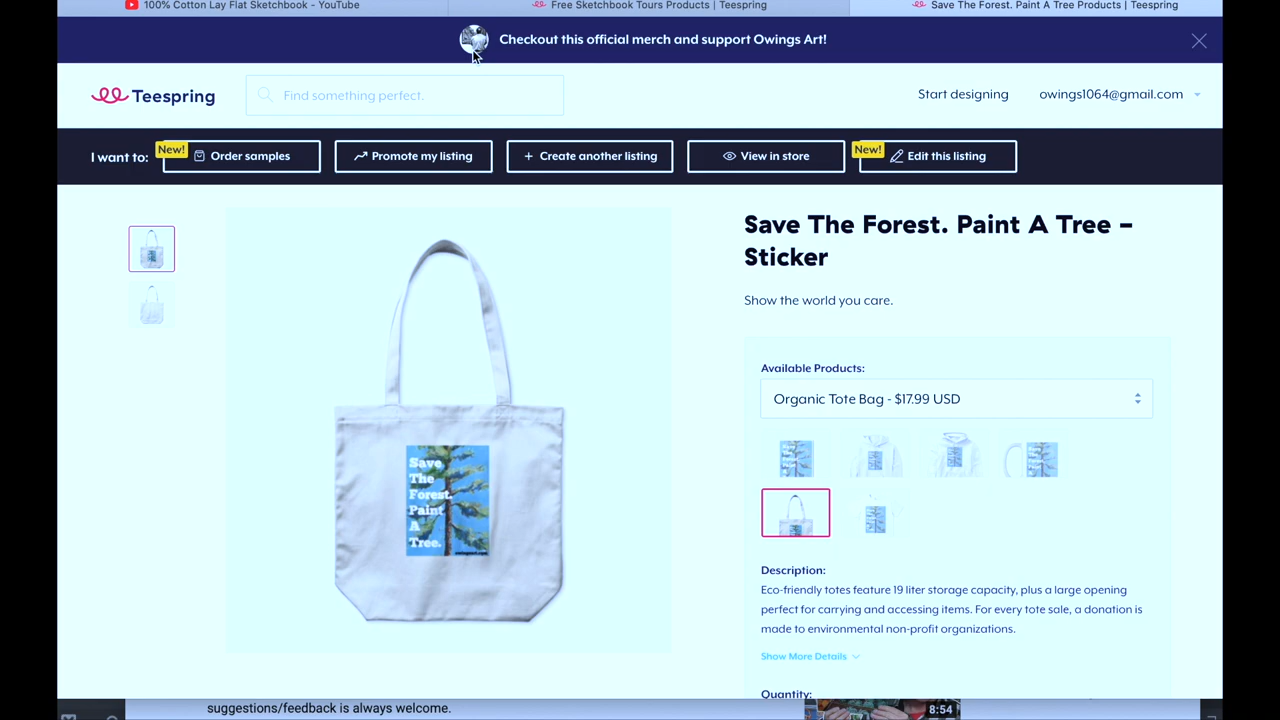 100% Cotton Lay Flat Sketchbook - YouTube
Free Sketchbook Tours Products | Teespring
Save The Forest. Paint A Tree Products | Teespring
Checkout this official merch and support Owings Art!
Teespring
Find something perfect.
Start designing
owings1064@gmail.com
I want to:
New!
Order samples
Promote my listing
+ Create another listing
View in store
New!
Edit this listing
Save The Forest. Paint A Tree –
Sticker
Show the world you care.
Available Products:
Organic Tote Bag - $17.99 USD
Save
The
Forest.
Paint
A
Tree.
Description:
Eco-friendly totes feature 19 liter storage capacity, plus a large opening
perfect for carrying and accessing items. For every tote sale, a donation is
made to environmental non-profit organizations.
Show More Details
Quantity:
suggestions/feedback is always welcome.
8:54